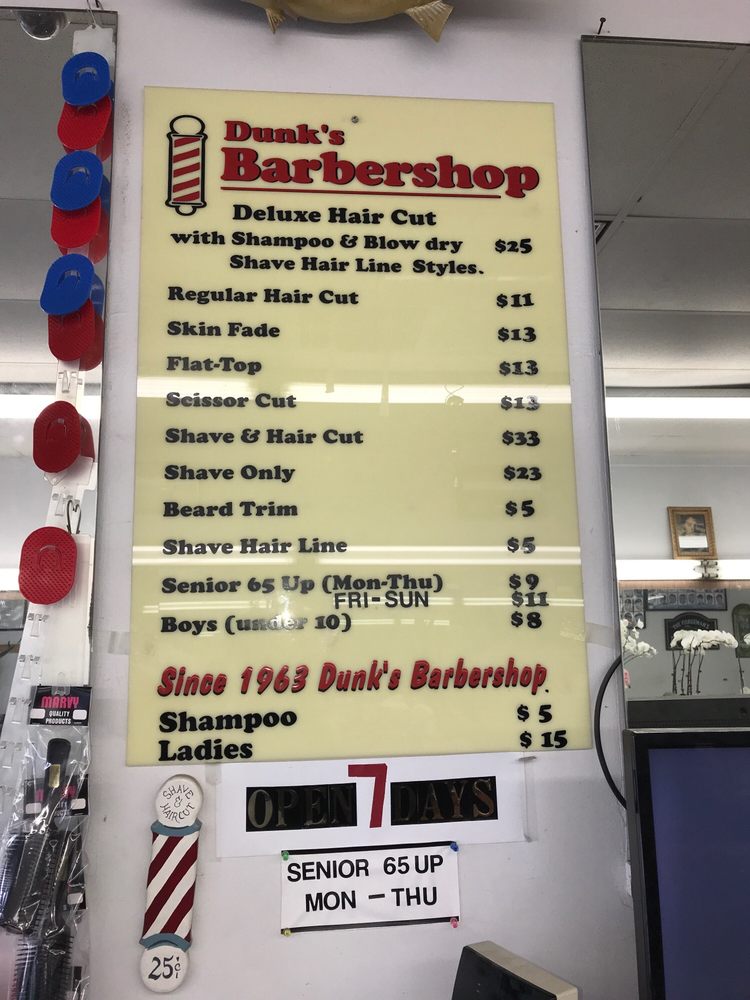 Dunk's
Barbershop
Deluxe Hair Cut
with Shampoo & Blow dry $25
Shave Hair Line Styles.
Regular Hair Cut $11
Skin Fade $13
Flat-Top $13
Scissor Cut $13
Shave & Hair Cut $33
Shave Only $23
Beard Trim $5
Shave Hair Line $5
Senior 65 Up (Mon-Thu) $9
FRI-SUN $11
Boys (under 10) $8
Since 1963 Dunk's Barbershop.
Shampoo $5
Ladies $15
OPEN 7 DAYS
SENIOR 65 UP
MON - THU
SHAVE
&
HAIRCUT
25¢
MARVY
QUALITY
PRODUCTS